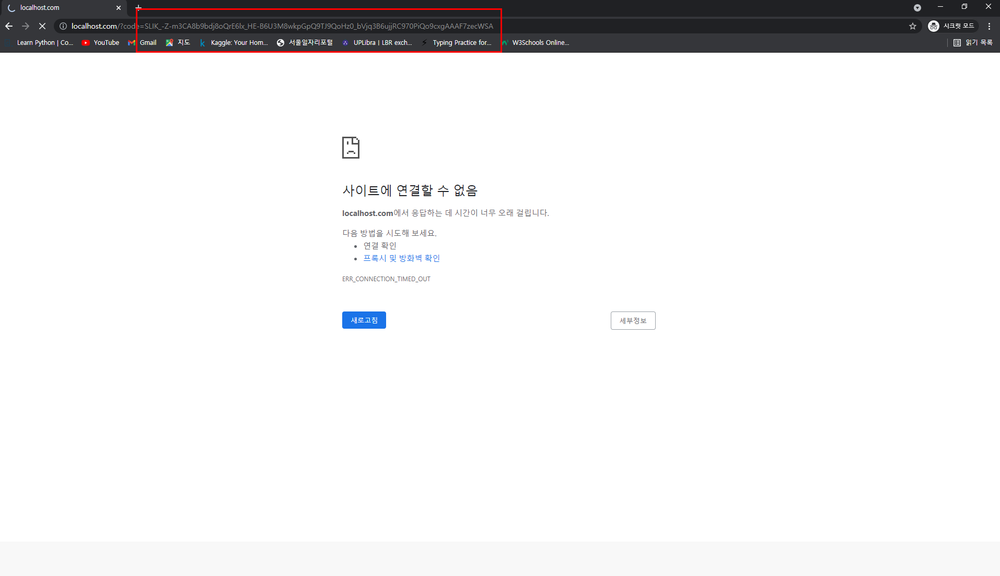 localhost.com
localhost.com/?code=SLIK_-Z-m3CA8b9bdj8oQrE6lx_HE-B6U3M8wkpGpQ9TJ9QoHz0_bVjq3B6ujjRC970PiQo9cxgAAAF7zecWSA
시크릿 모드
Learn Python | Co...
YouTube
Gmail
지도
Kaggle: Your Hom...
서울일자리포털
UPLibra | LBR exch...
Typing Practice for...
W3Schools Online...
읽기 목록
사이트에 연결할 수 없음
localhost.com에서 응답하는 데 시간이 너무 오래 걸립니다.
다음 방법을 시도해 보세요.
• 연결 확인
• 프록시 및 방화벽 확인
ERR_CONNECTION_TIMED_OUT
새로고침
세부정보